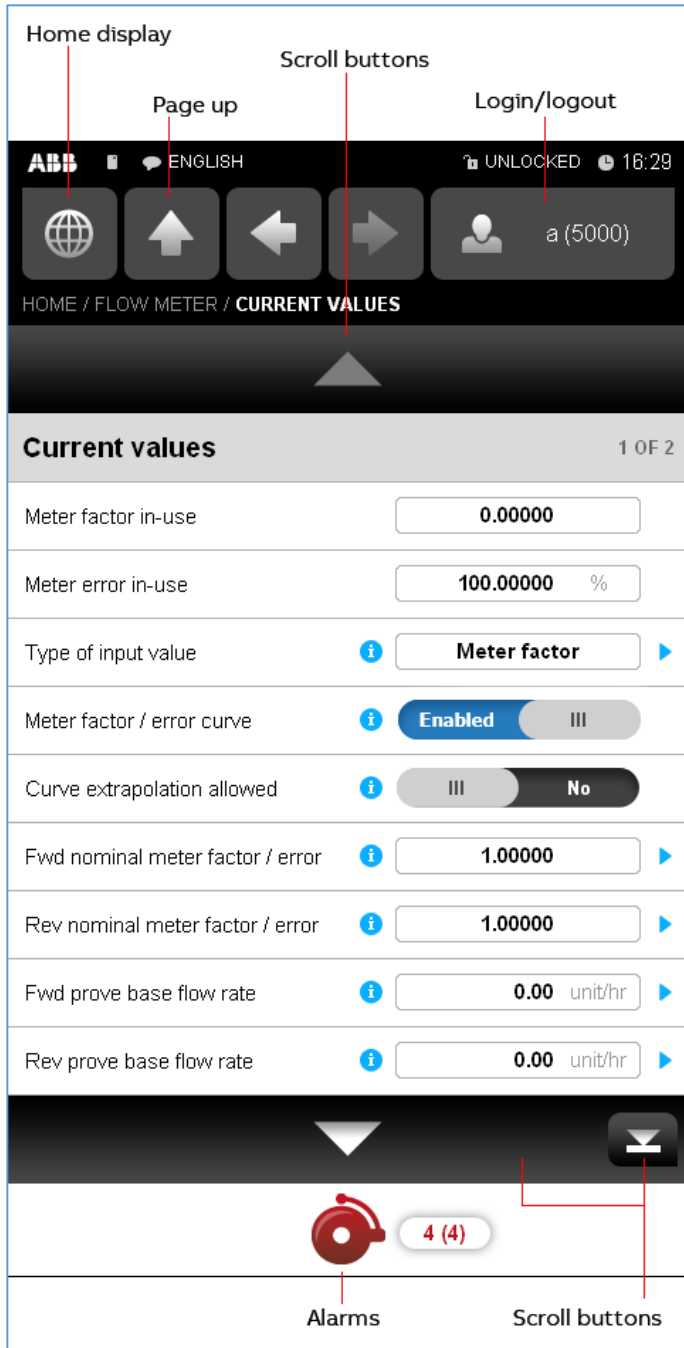 Home display
Scroll buttons
Page up
Login/logout
ABB ENGLISH UNLOCKED 16:29
a (5000)
HOME / FLOW METER / CURRENT VALUES
Current values 1 OF 2
Meter factor in-use 0.00000
Meter error in-use 100.00000 %
Type of input value i Meter factor
Meter factor / error curve i Enabled III
Curve extrapolation allowed i III No
Fwd nominal meter factor / error i 1.00000
Rev nominal meter factor / error i 1.00000
Fwd prove base flow rate i 0.00 unit/hr
Rev prove base flow rate i 0.00 unit/hr
4 (4)
Alarms
Scroll buttons